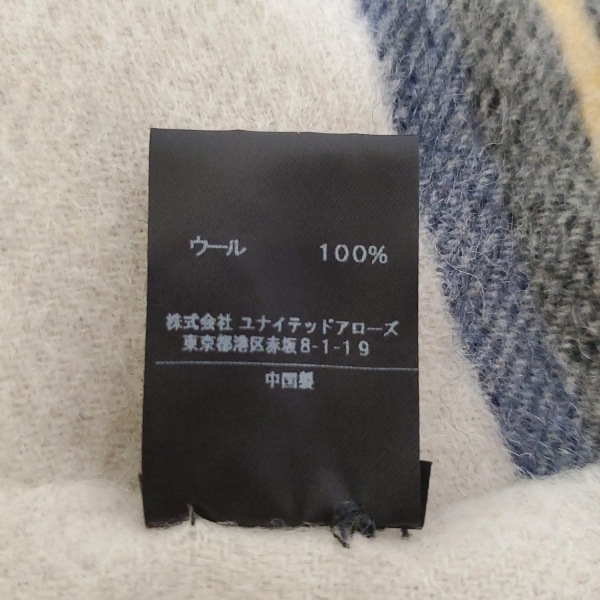 ウール 100%
株式会社 ユナイテッドアローズ
東京都港区赤坂8-1-19
中国製